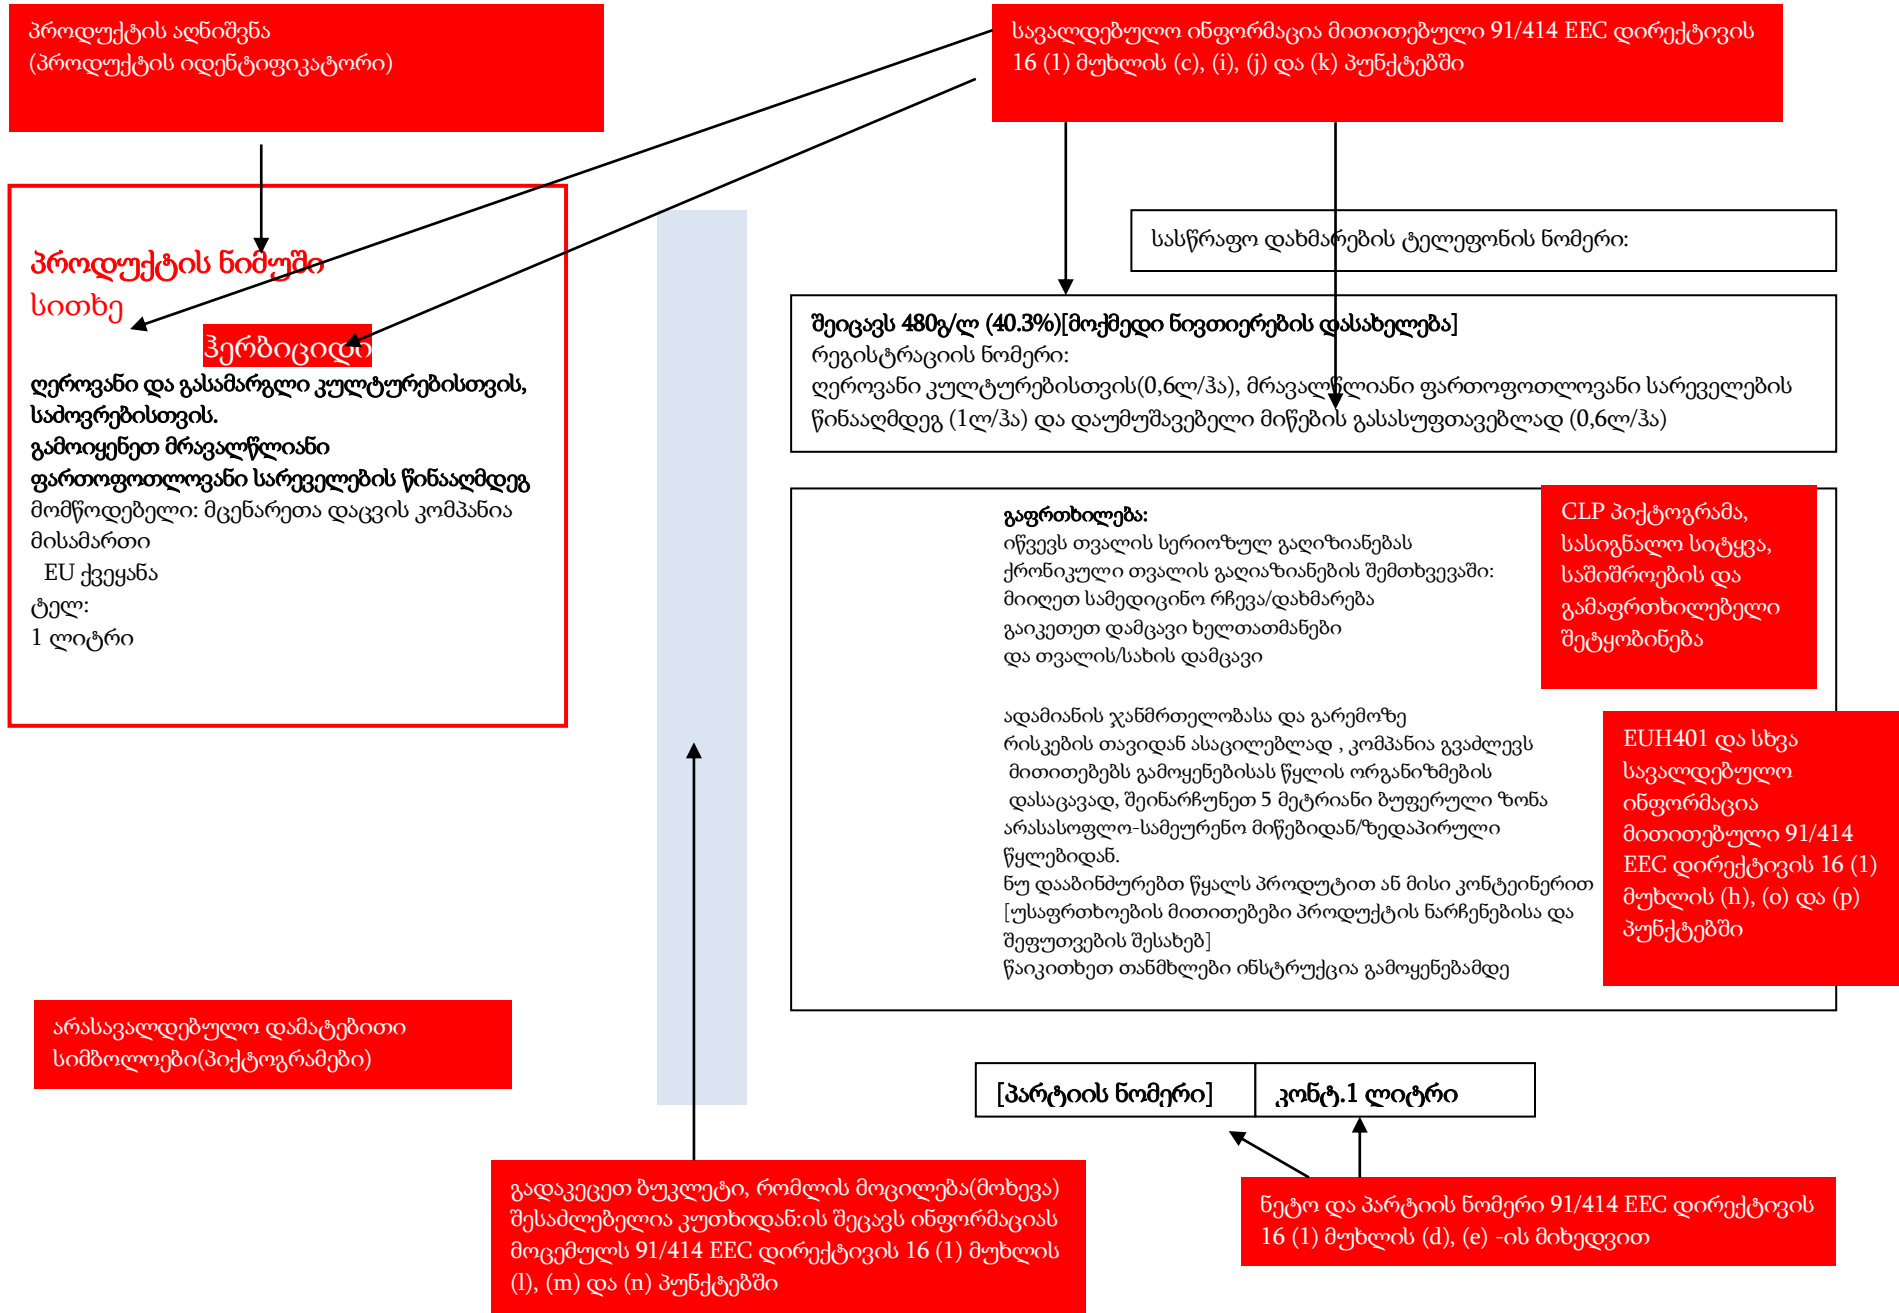 პროდუქტის აღნიშვნა
(პროდუქტის იდენტიფიკატორი)
სავალდებულო ინფორმაცია მითითებული 91/414 EEC დირექტივის
16 (1) მუხლის (c), (i), (j) და (k) პუნქტებში
პროდუქტის ნიმუში
სითხე
ჰერბიციდი
ღეროვანი და გასამარგლი კულტურებისთვის,
საძოვრებისთვის.
გამოიყენეთ მრავალწლიანი
ფართოფოთლოვანი სარეველების წინააღმდეგ
მომწოდებელი: მცენარეთა დაცვის კომპანია
მისამართი
EU ქვეყანა
ტელ:
1 ლიტრი
სასწრაფო დახმარების ტელეფონის ნომერი:
შეიცავს 480გ/ლ (40.3%)[მოქმედი ნივთიერების დასახელება]
რეგისტრაციის ნომერი:
ღეროვანი კულტურებისთვის(0,6ლ/ჰა), მრავალწლიანი ფართოფოთლოვანი სარეველების
წინააღმდეგ (1ლ/ჰა) და დაუმუშავებელი მიწების გასასუფთავებლად (0,6ლ/ჰა)
გაფრთხილება:
იწვევს თვალის სერიოზულ გაღიზიანებას
ქრონიკული თვალის გაღიაზიანების შემთხვევაში:
მიიღეთ სამედიცინო რჩევა/დახმარება
გაიკეთეთ დამცავი ხელთათმანები
და თვალის/სახის დამცავი
ადამიანის ჯანმრთელობასა და გარემოზე
რისკების თავიდან ასაცილებლად , კომპანია გვაძლევს
მითითებებს გამოყენებისას წყლის ორგანიზმების
დასაცავად, შეინარჩუნეთ 5 მეტრიანი ბუფერული ზონა
არასასოფლო-სამეურენო მიწებიდან/ზედაპირული
წყლებიდან.
ნუ დააბინძურებთ წყალს პროდუტით ან მისი კონტეინერით
[უსაფრთხოების მითითებები პროდუქტის ნარჩენებისა და
შეფუთვების შესახებ]
წაიკითხეთ თანმხლები ინსტრუქცია გამოყენებამდე
CLP პიქტოგრამა,
სასიგნალო სიტყვა,
საშიშროების და
გამაფრთხილებელი
შეტყობინება
EUH401 და სხვა
სავალდებულო
ინფორმაცია
მითითებული 91/414
EEC დირექტივის 16 (1)
მუხლის (h), (o) და (p)
პუნქტებში
არასავალდებულო დამატებითი
სიმბოლოები(პიქტოგრამები)
[პარტიის ნომერი]
კონტ.1 ლიტრი
გადაკეცეთ ბუკლეტი, რომლის მოცილება(მოხევა)
შესაძლებელია კუთხიდან:ის შეცავს ინფორმაციას
მოცემულს 91/414 EEC დირექტივის 16 (1) მუხლის
(l), (m) და (n) პუნქტებში
ნეტო და პარტიის ნომერი 91/414 EEC დირექტივის
16 (1) მუხლის (d), (e) -ის მიხედვით